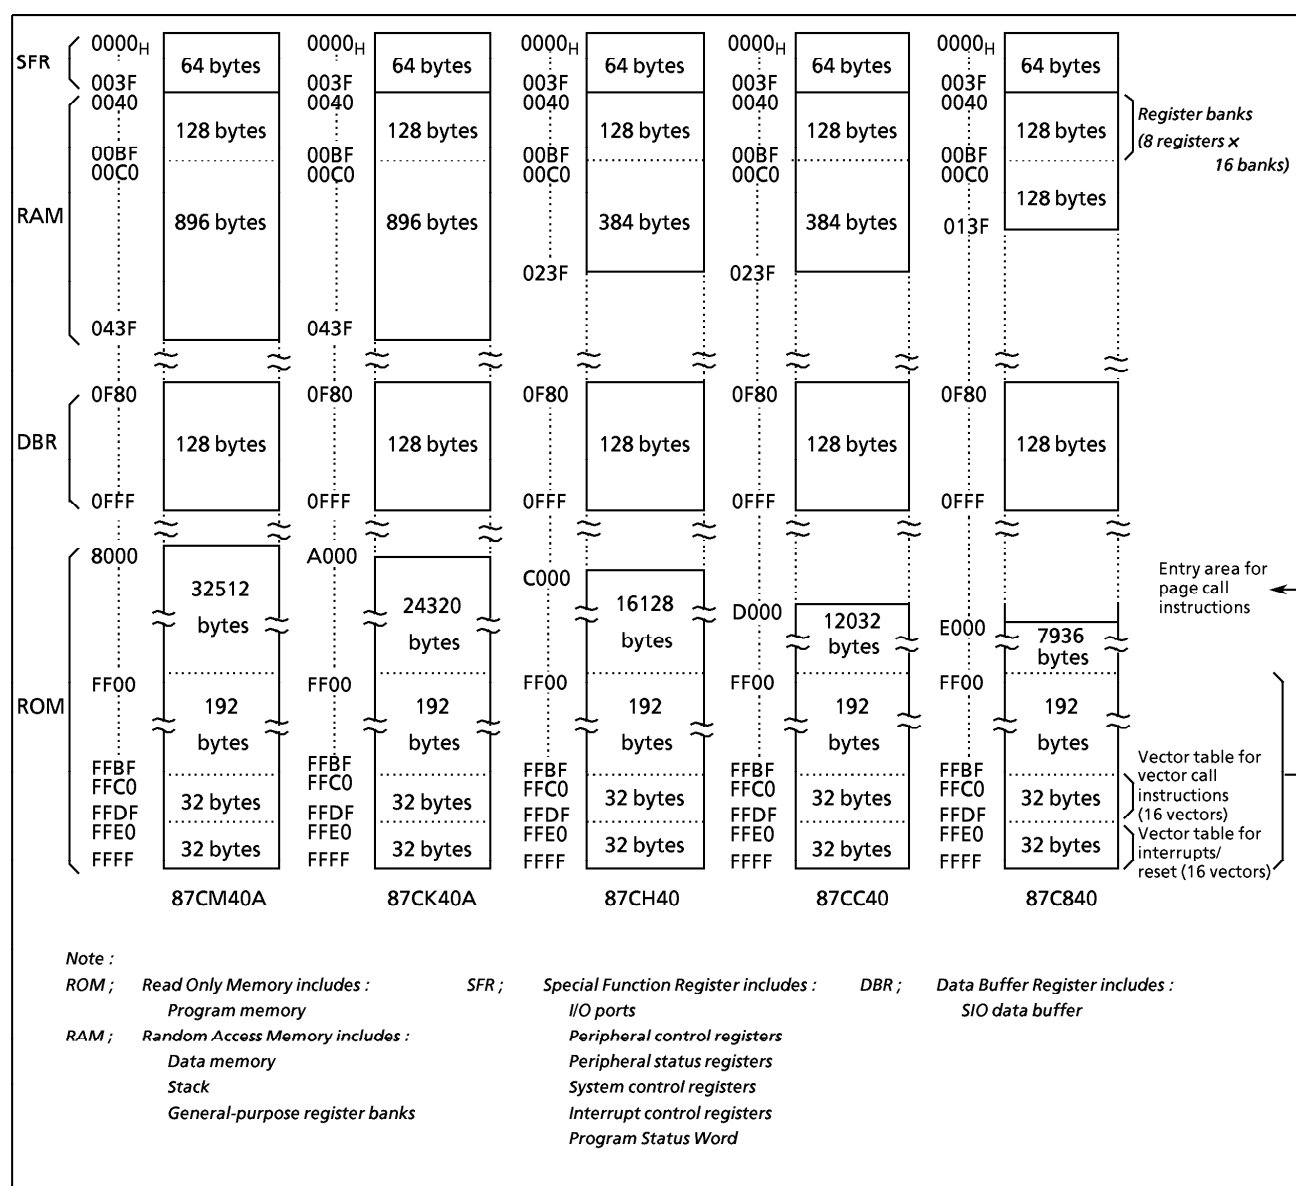 SFR
RAM
DBR
ROM
0000H
003F
0040
00BF
00C0
043F
0F80
0FFF
8000
FF00
FFBF
FFC0
FFDF
FFE0
FFFF
64 bytes
128 bytes
896 bytes
128 bytes
32512
bytes
192
bytes
32 bytes
32 bytes
87CM40A
0000H
003F
0040
00BF
00C0
043F
0F80
0FFF
A000
FF00
FFBF
FFC0
FFDF
FFE0
FFFF
64 bytes
128 bytes
896 bytes
128 bytes
24320
bytes
192
bytes
32 bytes
32 bytes
87CK40A
0000H
003F
0040
00BF
00C0
023F
0F80
0FFF
C000
FF00
FFBF
FFC0
FFDF
FFE0
FFFF
64 bytes
128 bytes
384 bytes
128 bytes
16128
bytes
192
bytes
32 bytes
32 bytes
87CH40
0000H
003F
0040
00BF
00C0
023F
0F80
0FFF
D000
FF00
FFBF
FFC0
FFDF
FFE0
FFFF
64 bytes
128 bytes
384 bytes
128 bytes
12032
bytes
192
bytes
32 bytes
32 bytes
87CC40
0000H
003F
0040
00BF
00C0
013F
0F80
0FFF
E000
FF00
FFBF
FFC0
FFDF
FFE0
FFFF
64 bytes
128 bytes
128 bytes
128 bytes
7936
bytes
192
bytes
32 bytes
32 bytes
87C840
Register banks
(8 registers ×
16 banks)
Entry area for
page call
instructions
Vector table for
vector call
instructions
(16 vectors)
Vector table for
interrupts/
reset (16 vectors)
Note :
ROM ; Read Only Memory includes :
Program memory
RAM ; Random Access Memory includes :
Data memory
Stack
General-purpose register banks
SFR ; Special Function Register includes :
I/O ports
Peripheral control registers
Peripheral status registers
System control registers
Interrupt control registers
Program Status Word
DBR ; Data Buffer Register includes :
SIO data buffer